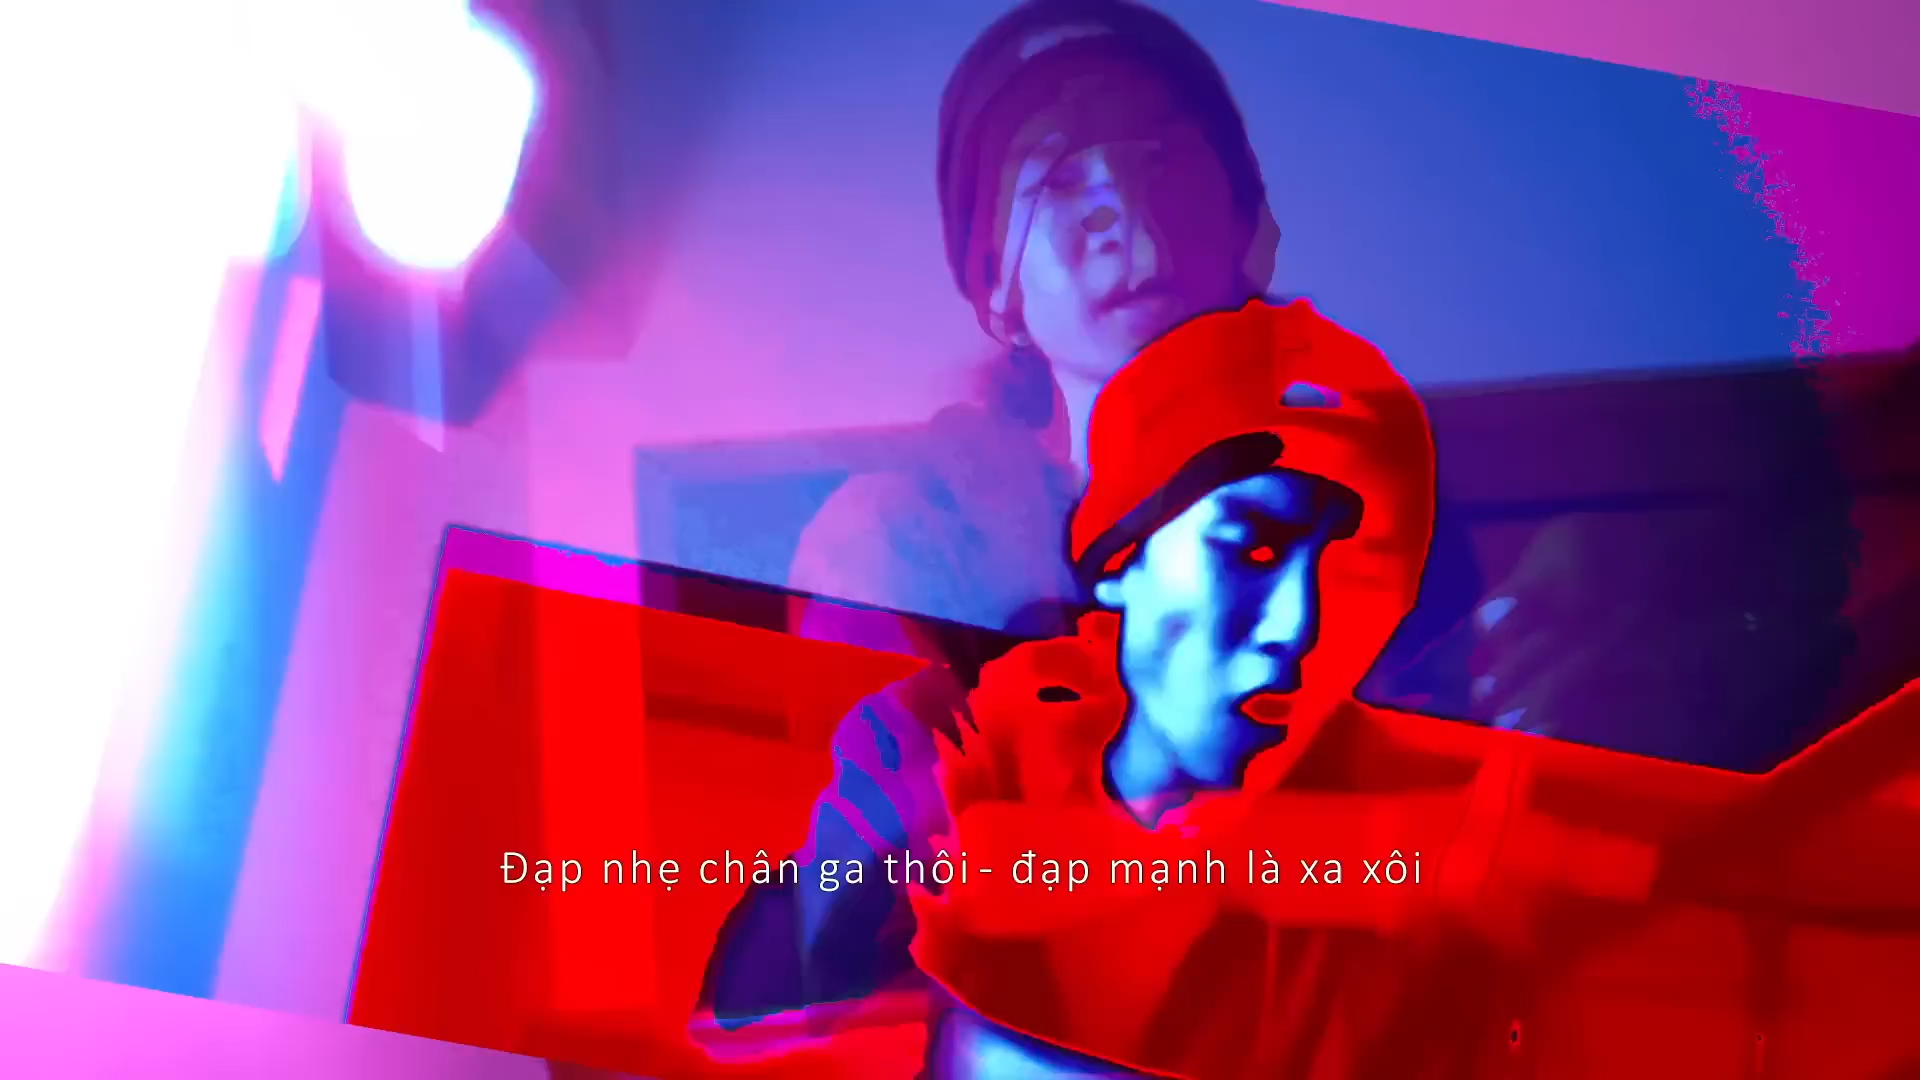 Đạp nhẹ chân ga thôi - đạp mạnh là xa xôi